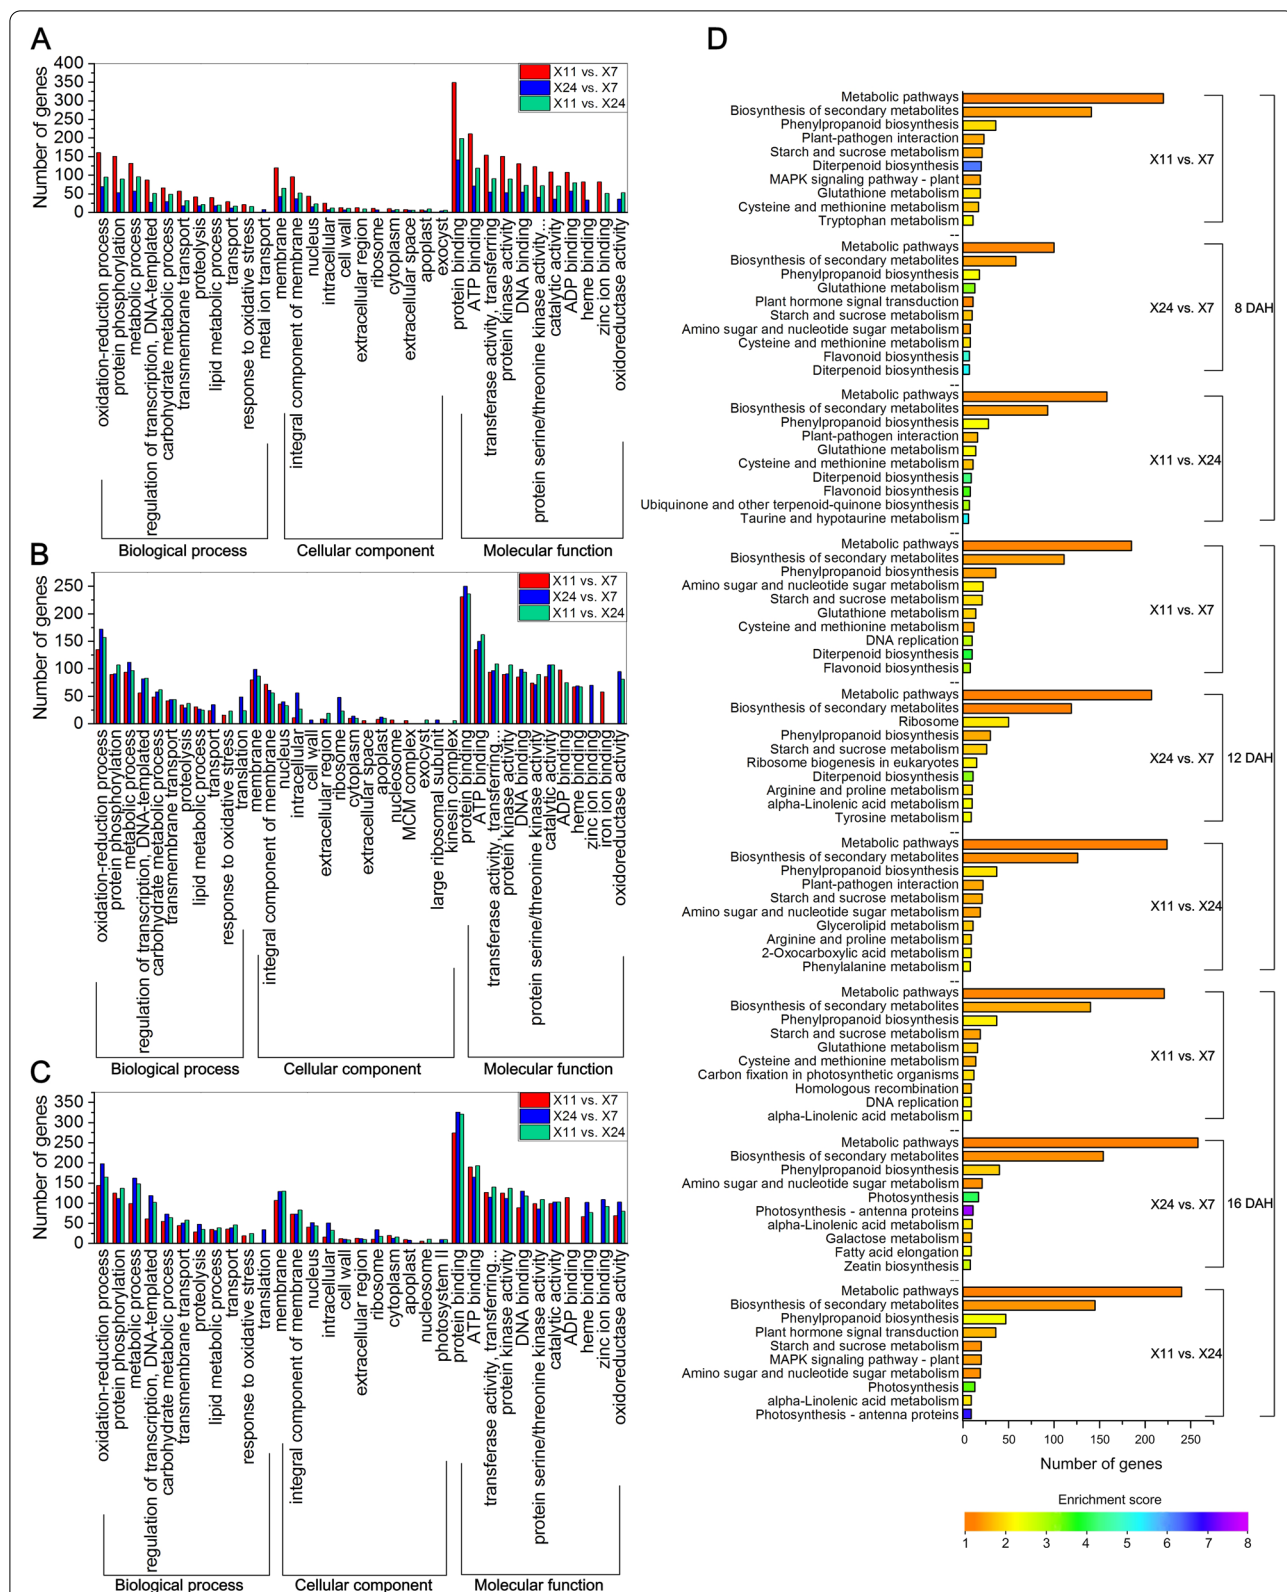 A
Number of genes
400
350
300
250
200
150
100
50
0
X11 vs. X7
X24 vs. X7
X11 vs. X24
oxidation-reduction process
protein phosphorylation
metabolic process
regulation of transcription, DNA-templated
carbohydrate metabolic process
transmembrane transport
proteolysis
lipid metabolic process
transport
response to oxidative stress
metal ion transport
membrane
integral component of membrane
nucleus
intracellular
cell wall
extracellular region
ribosome
cytoplasm
extracellular space
apoplast
exocyst
protein binding
ATP binding
transferase activity, transferring...
protein kinase activity
DNA binding
protein serine/threonine kinase activity...
catalytic activity
ADP binding
heme binding
zinc ion binding
oxidoreductase activity
Biological process
Cellular component
Molecular function
B
Number of genes
250
200
150
100
50
0
X11 vs. X7
X24 vs. X7
X11 vs. X24
oxidation-reduction process
protein phosphorylation
metabolic process
regulation of transcription, DNA-templated
carbohydrate metabolic process
transmembrane transport
proteolysis
lipid metabolic process
transport
response to oxidative stress
translation
membrane
integral component of membrane
nucleus
intracellular
cell wall
extracellular region
ribosome
cytoplasm
extracellular space
apoplast
nucleosome
MCM complex
exocyst
large ribosomal subunit
kinesin complex
protein binding
ATP binding
transferase activity, transferring...
protein kinase activity
DNA binding
protein serine/threonine kinase activity
catalytic activity
ADP binding
heme binding
zinc ion binding
iron ion binding
oxidoreductase activity
Biological process
Cellular component
Molecular function
C
Number of genes
350
300
250
200
150
100
50
0
X11 vs. X7
X24 vs. X7
X11 vs. X24
oxidation-reduction process
protein phosphorylation
metabolic process
regulation of transcription, DNA-templated
carbohydrate metabolic process
transmembrane transport
proteolysis
lipid metabolic process
transport
response to oxidative stress
translation
membrane
integral component of membrane
nucleus
intracellular
cell wall
extracellular region
ribosome
cytoplasm
apoplast
nucleosome
photosystem II
protein binding
ATP binding
transferase activity, transferring...
protein kinase activity
DNA binding
protein serine/threonine kinase activity
catalytic activity
ADP binding
heme binding
zinc ion binding
oxidoreductase activity
Biological process
Cellular component
Molecular function
D
Metabolic pathways
Biosynthesis of secondary metabolites
Phenylpropanoid biosynthesis
Plant-pathogen interaction
Starch and sucrose metabolism
Diterpenoid biosynthesis
MAPK signaling pathway - plant
Glutathione metabolism
Cysteine and methionine metabolism
Tryptophan metabolism
X11 vs. X7
--
Metabolic pathways
Biosynthesis of secondary metabolites
Phenylpropanoid biosynthesis
Glutathione metabolism
Plant hormone signal transduction
Starch and sucrose metabolism
Amino sugar and nucleotide sugar metabolism
Cysteine and methionine metabolism
Flavonoid biosynthesis
Diterpenoid biosynthesis
X24 vs. X7
8 DAH
--
Metabolic pathways
Biosynthesis of secondary metabolites
Phenylpropanoid biosynthesis
Plant-pathogen interaction
Glutathione metabolism
Cysteine and methionine metabolism
Diterpenoid biosynthesis
Flavonoid biosynthesis
Ubiquinone and other terpenoid-quinone biosynthesis
Taurine and hypotaurine metabolism
X11 vs. X24
--
Metabolic pathways
Biosynthesis of secondary metabolites
Phenylpropanoid biosynthesis
Amino sugar and nucleotide sugar metabolism
Starch and sucrose metabolism
Glutathione metabolism
Cysteine and methionine metabolism
DNA replication
Diterpenoid biosynthesis
Flavonoid biosynthesis
X11 vs. X7
--
Metabolic pathways
Biosynthesis of secondary metabolites
Ribosome
Phenylpropanoid biosynthesis
Starch and sucrose metabolism
Ribosome biogenesis in eukaryotes
Diterpenoid biosynthesis
Arginine and proline metabolism
alpha-Linolenic acid metabolism
Tyrosine metabolism
X24 vs. X7
12 DAH
--
Metabolic pathways
Biosynthesis of secondary metabolites
Phenylpropanoid biosynthesis
Plant-pathogen interaction
Starch and sucrose metabolism
Amino sugar and nucleotide sugar metabolism
Glycerolipid metabolism
Arginine and proline metabolism
2-Oxocarboxylic acid metabolism
Phenylalanine metabolism
X11 vs. X24
--
Metabolic pathways
Biosynthesis of secondary metabolites
Phenylpropanoid biosynthesis
Starch and sucrose metabolism
Glutathione metabolism
Cysteine and methionine metabolism
Carbon fixation in photosynthetic organisms
Homologous recombination
DNA replication
alpha-Linolenic acid metabolism
X11 vs. X7
--
Metabolic pathways
Biosynthesis of secondary metabolites
Phenylpropanoid biosynthesis
Amino sugar and nucleotide sugar metabolism
Photosynthesis
Photosynthesis - antenna proteins
alpha-Linolenic acid metabolism
Galactose metabolism
Fatty acid elongation
Zeatin biosynthesis
X24 vs. X7
16 DAH
--
Metabolic pathways
Biosynthesis of secondary metabolites
Phenylpropanoid biosynthesis
Plant hormone signal transduction
Starch and sucrose metabolism
MAPK signaling pathway - plant
Amino sugar and nucleotide sugar metabolism
Photosynthesis
alpha-Linolenic acid metabolism
Photosynthesis - antenna proteins
X11 vs. X24
0 50 100 150 200 250
Number of genes
Enrichment score
1 2 3 4 5 6 7 8